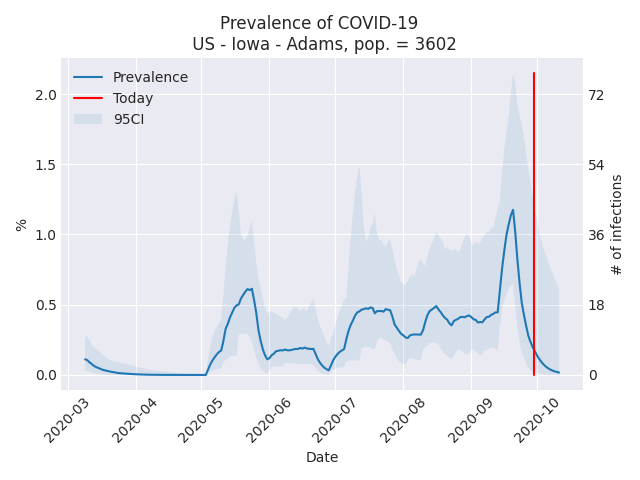 Prevalence of COVID-19
US - Iowa - Adams, pop. = 3602
Prevalence
Today
95CI
2.0
1.5
1.0
0.5
0.0
%
72
54
36
18
0
# of infections
2020-03
2020-04
2020-05
2020-06
2020-07
2020-08
2020-09
2020-10
Date